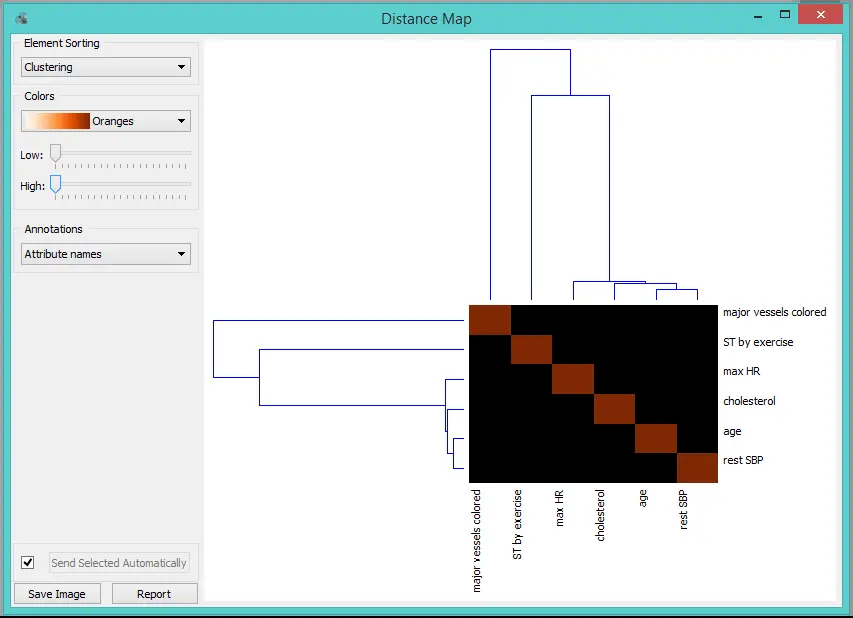 Distance Map
Element Sorting
Clustering
Colors
Oranges
Low:
High:
Annotations
Attribute names
major vessels colored
ST by exercise
max HR
cholesterol
age
rest SBP
major vessels colored
ST by exercise
max HR
cholesterol
age
rest SBP
Send Selected Automatically
Save Image
Report